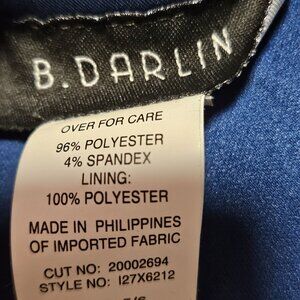 B.DARLIN
OVER FOR CARE
96% POLYESTER
4% SPANDEX
LINING:
100% POLYESTER
MADE IN PHILIPPINES
OF IMPORTED FABRIC
CUT NO: 20002694
STYLE NO: I27X6212